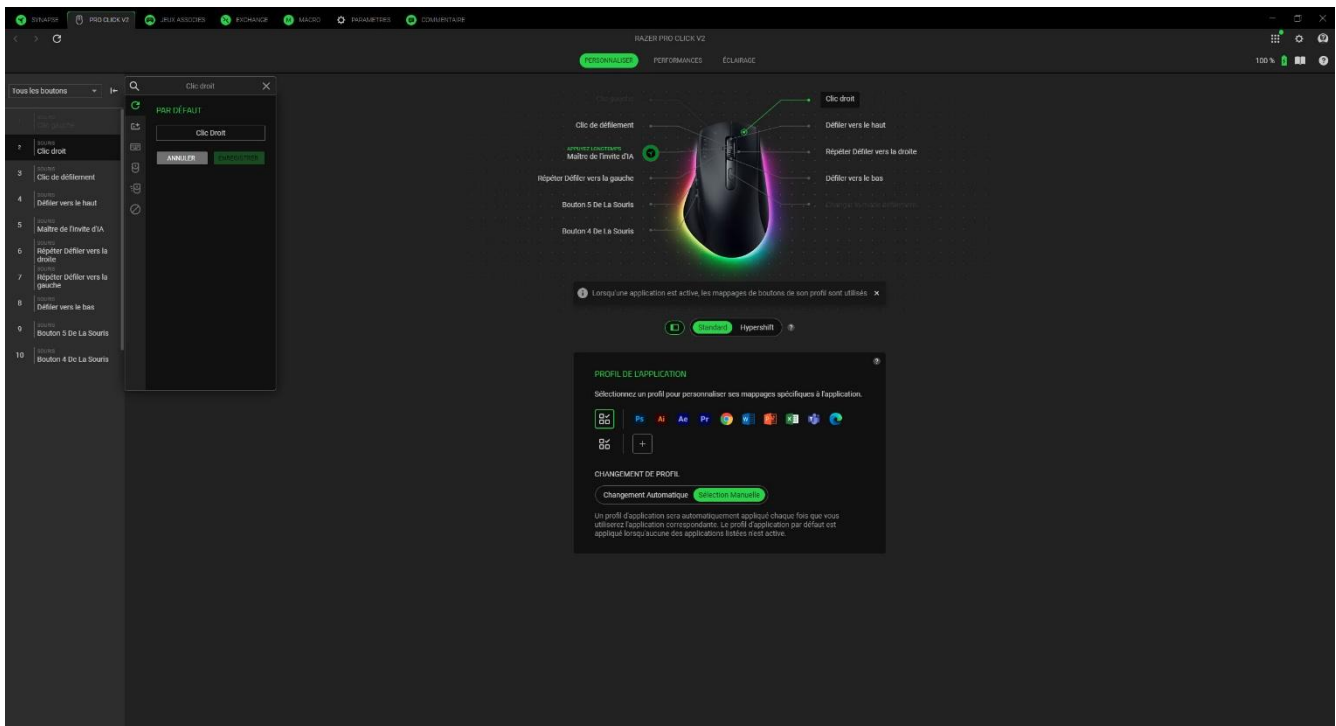 SYNAPSE PRO CLICK V2 JEUX ASSOCIÉS EXCHANGE MACRO PARAMÈTRES COMMENTAIRE
RAZER PRO CLICK V2
PERSONNALISER PERFORMANCES ÉCLAIRAGE
100 %
Tous les boutons
2 SOURIS
Clic droit
3 SOURIS
Clic de défilement
4 SOURIS
Défiler vers le haut
5 SOURIS
Maître de l'invite d'IA
6 SOURIS
Répéter Défiler vers la
droite
7 SOURIS
Répéter Défiler vers la
gauche
8 SOURIS
Défiler vers le bas
9 SOURIS
Bouton 5 De La Souris
10 SOURIS
Bouton 4 De La Souris
Clic droit
PAR DÉFAUT
Clic Droit
ANNULER ENREGISTRER
Clic de défilement
APPUYEZ LONGTEMPS
Maître de l'invite d'IA
Répéter Défiler vers la gauche
Bouton 5 De La Souris
Bouton 4 De La Souris
Clic droit
Défiler vers le haut
Répéter Défiler vers la droite
Défiler vers le bas
Lorsqu'une application est active, les mappages de boutons de son profil sont utilisés
Standard Hypershift
PROFIL DE L'APPLICATION
Sélectionnez un profil pour personnaliser ses mappages spécifiques à l'application.
Ps Ai Ae Pr
CHANGEMENT DE PROFIL
Changement Automatique Sélection Manuelle
Un profil d'application sera automatiquement appliqué chaque fois que vous
utiliserez l'application correspondante. Le profil d'application par défaut est
appliqué lorsqu'aucune des applications listées n'est active.